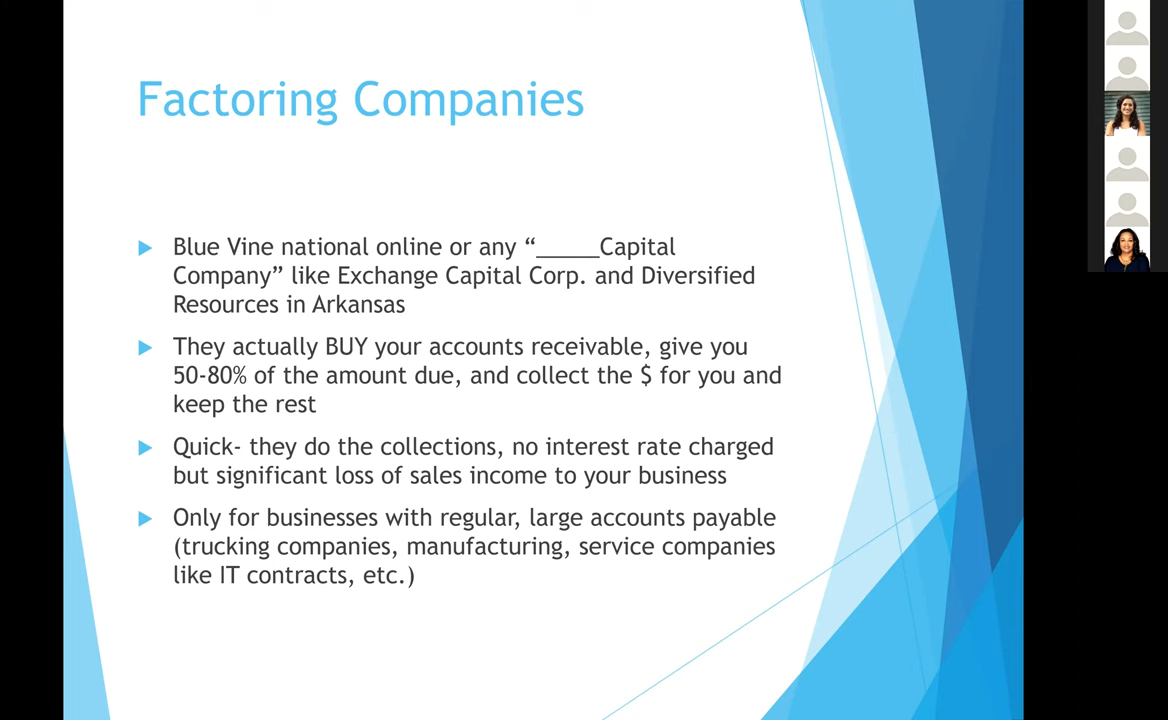 Factoring Companies
Blue Vine national online or any “_____Capital
Company” like Exchange Capital Corp. and Diversified
Resources in Arkansas
They actually BUY your accounts receivable, give you
50-80% of the amount due, and collect the $ for you and
keep the rest
Quick- they do the collections, no interest rate charged
but significant loss of sales income to your business
Only for businesses with regular, large accounts payable
(trucking companies, manufacturing, service companies
like IT contracts, etc.)